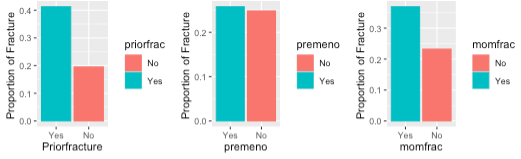 Proportion of Fracture
0.4
0.3
0.2
0.1
0.0
Yes No
Priorfracture
priorfrac
No
Yes
Proportion of Fracture
0.2
0.1
0.0
Yes No
premeno
premeno
No
Yes
Proportion of Fracture
0.3
0.2
0.1
0.0
Yes No
momfrac
momfrac
No
Yes